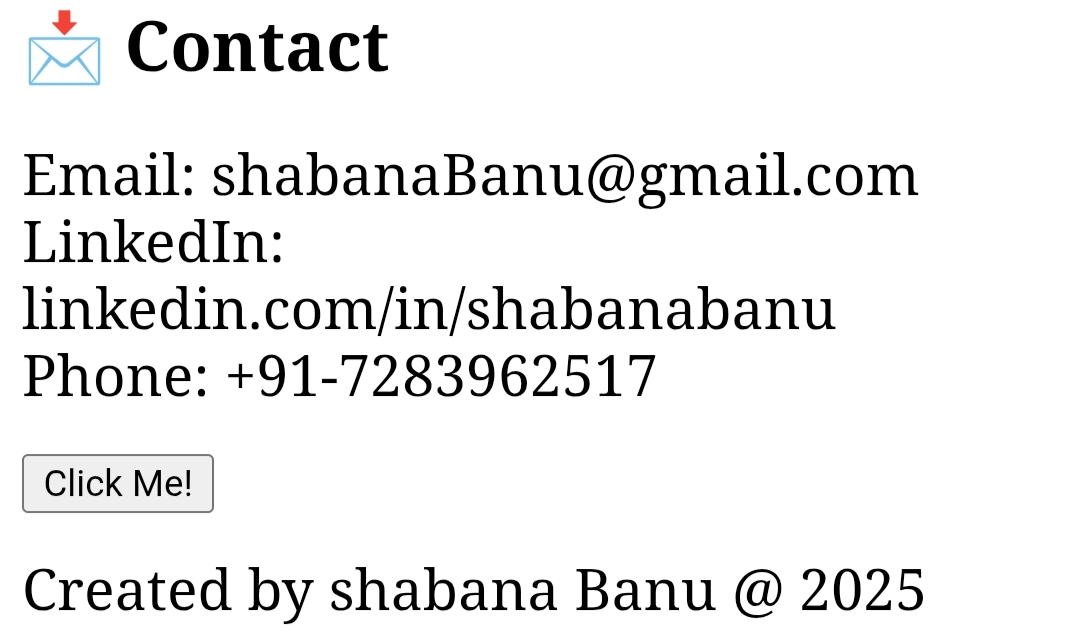 📩 Contact
Email: shabanaBanu@gmail.com
LinkedIn:
linkedin.com/in/shabanabanu
Phone: +91-7283962517
Click Me!
Created by shabana Banu @ 2025